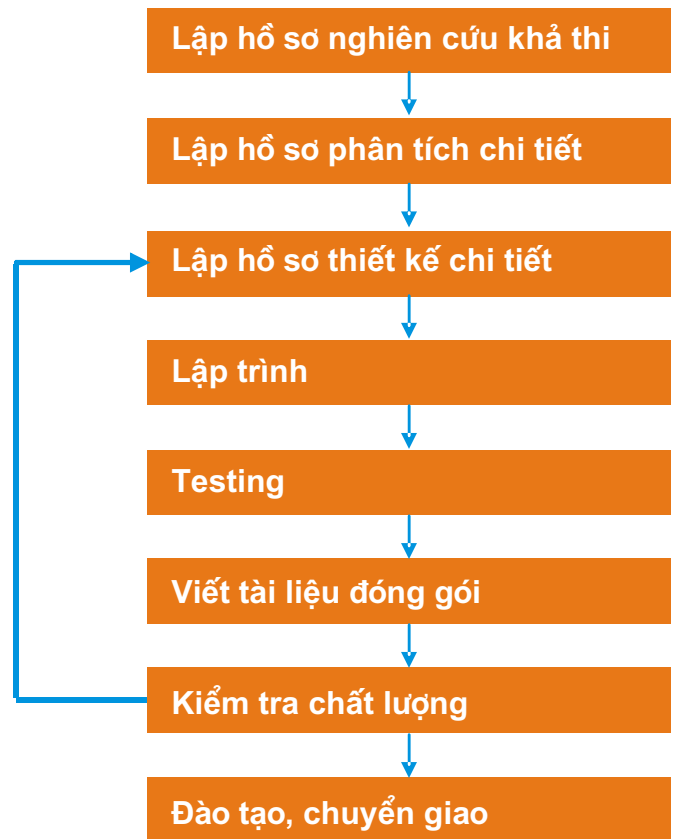 Lập hồ sơ nghiên cứu khả thi
Lập hồ sơ phân tích chi tiết
Lập hồ sơ thiết kế chi tiết
Lập trình
Testing
Viết tài liệu đóng gói
Kiểm tra chất lượng
Đào tạo, chuyển giao